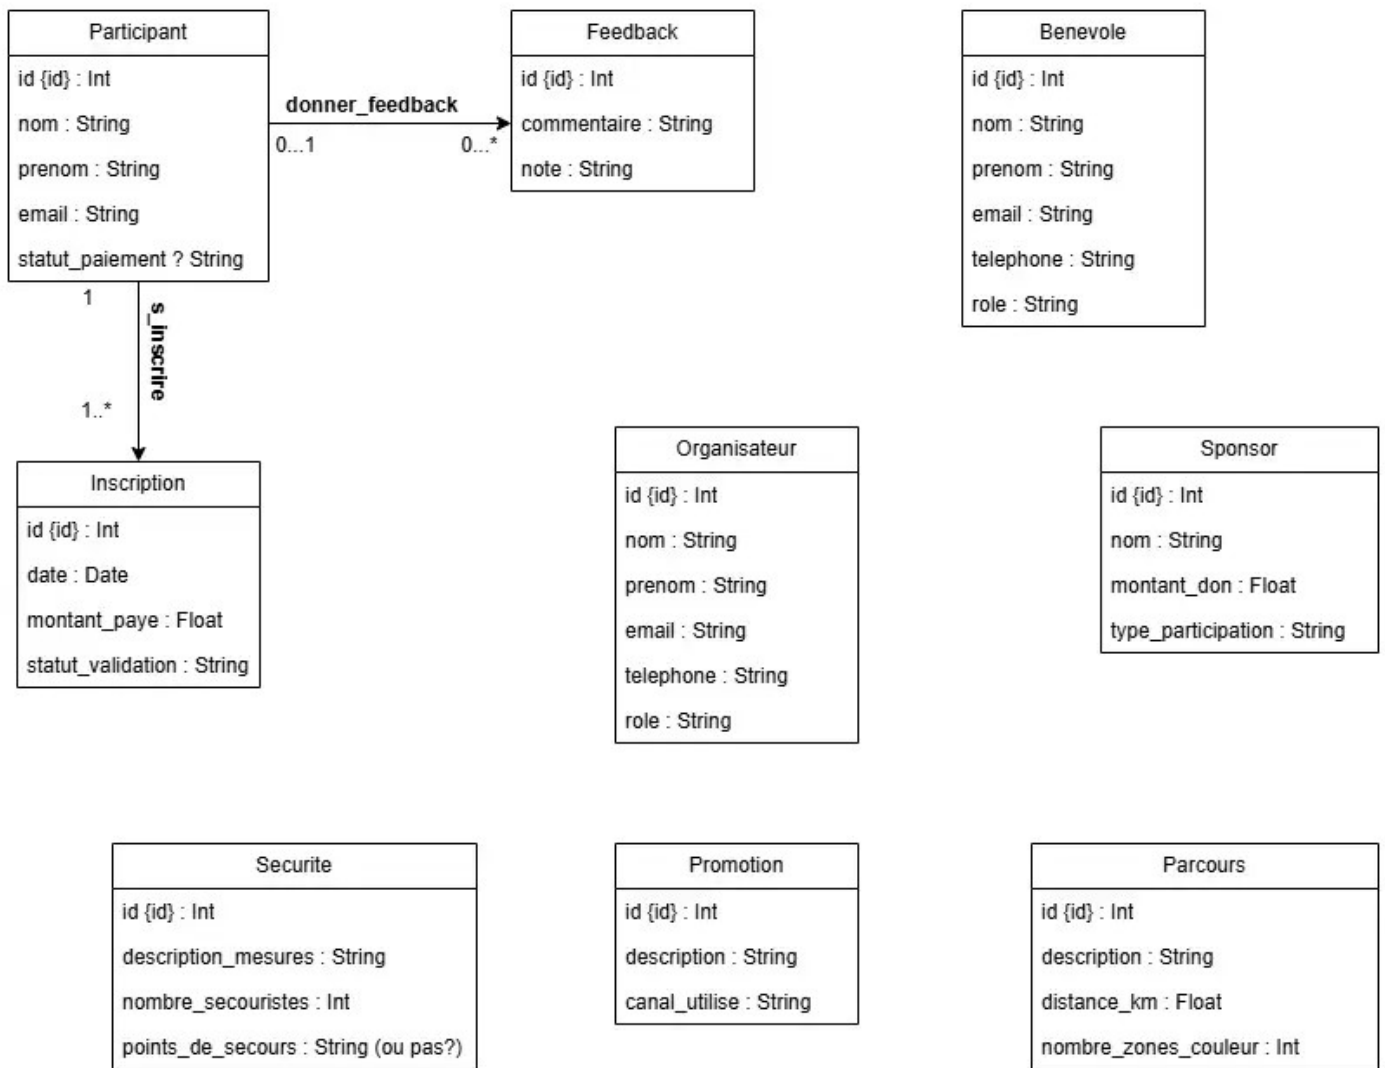 Participant
id {id} : Int
nom : String
prenom : String
email : String
statut_paiement ? String
donner_feedback
0...1
0...*
Feedback
id {id} : Int
commentaire : String
note : String
Benevole
id {id} : Int
nom : String
prenom : String
email : String
telephone : String
role : String
1
s_inscrire
1..*
Inscription
id {id} : Int
date : Date
montant_paye : Float
statut_validation : String
Organisateur
id {id} : Int
nom : String
prenom : String
email : String
telephone : String
role : String
Sponsor
id {id} : Int
nom : String
montant_don : Float
type_participation : String
Securite
id {id} : Int
description_mesures : String
nombre_secouristes : Int
points_de_secours : String (ou pas?)
Promotion
id {id} : Int
description : String
canal_utilise : String
Parcours
id {id} : Int
description : String
distance_km : Float
nombre_zones_couleur : Int